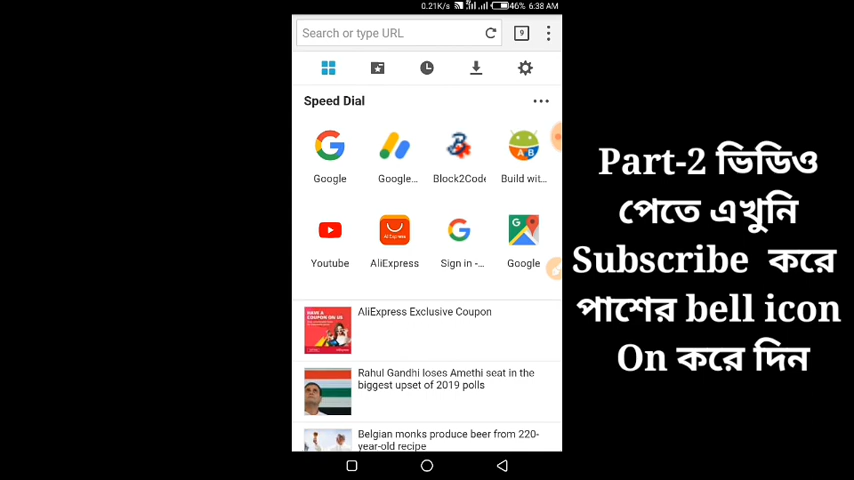 0.21K/s 46% 6:38 AM
Search or type URL
9
Speed Dial
Google
Google...
Block2Code
Build wit...
Youtube
AliExpress
Sign in -...
Google
AliExpress Exclusive Coupon
Rahul Gandhi loses Amethi seat in the
biggest upset of 2019 polls
Belgian monks produce beer from 220-
year-old recipe
Part-2 ভিডিও
পেতে এখুনি
Subscribe করে
পাশের bell icon
On করে দিন